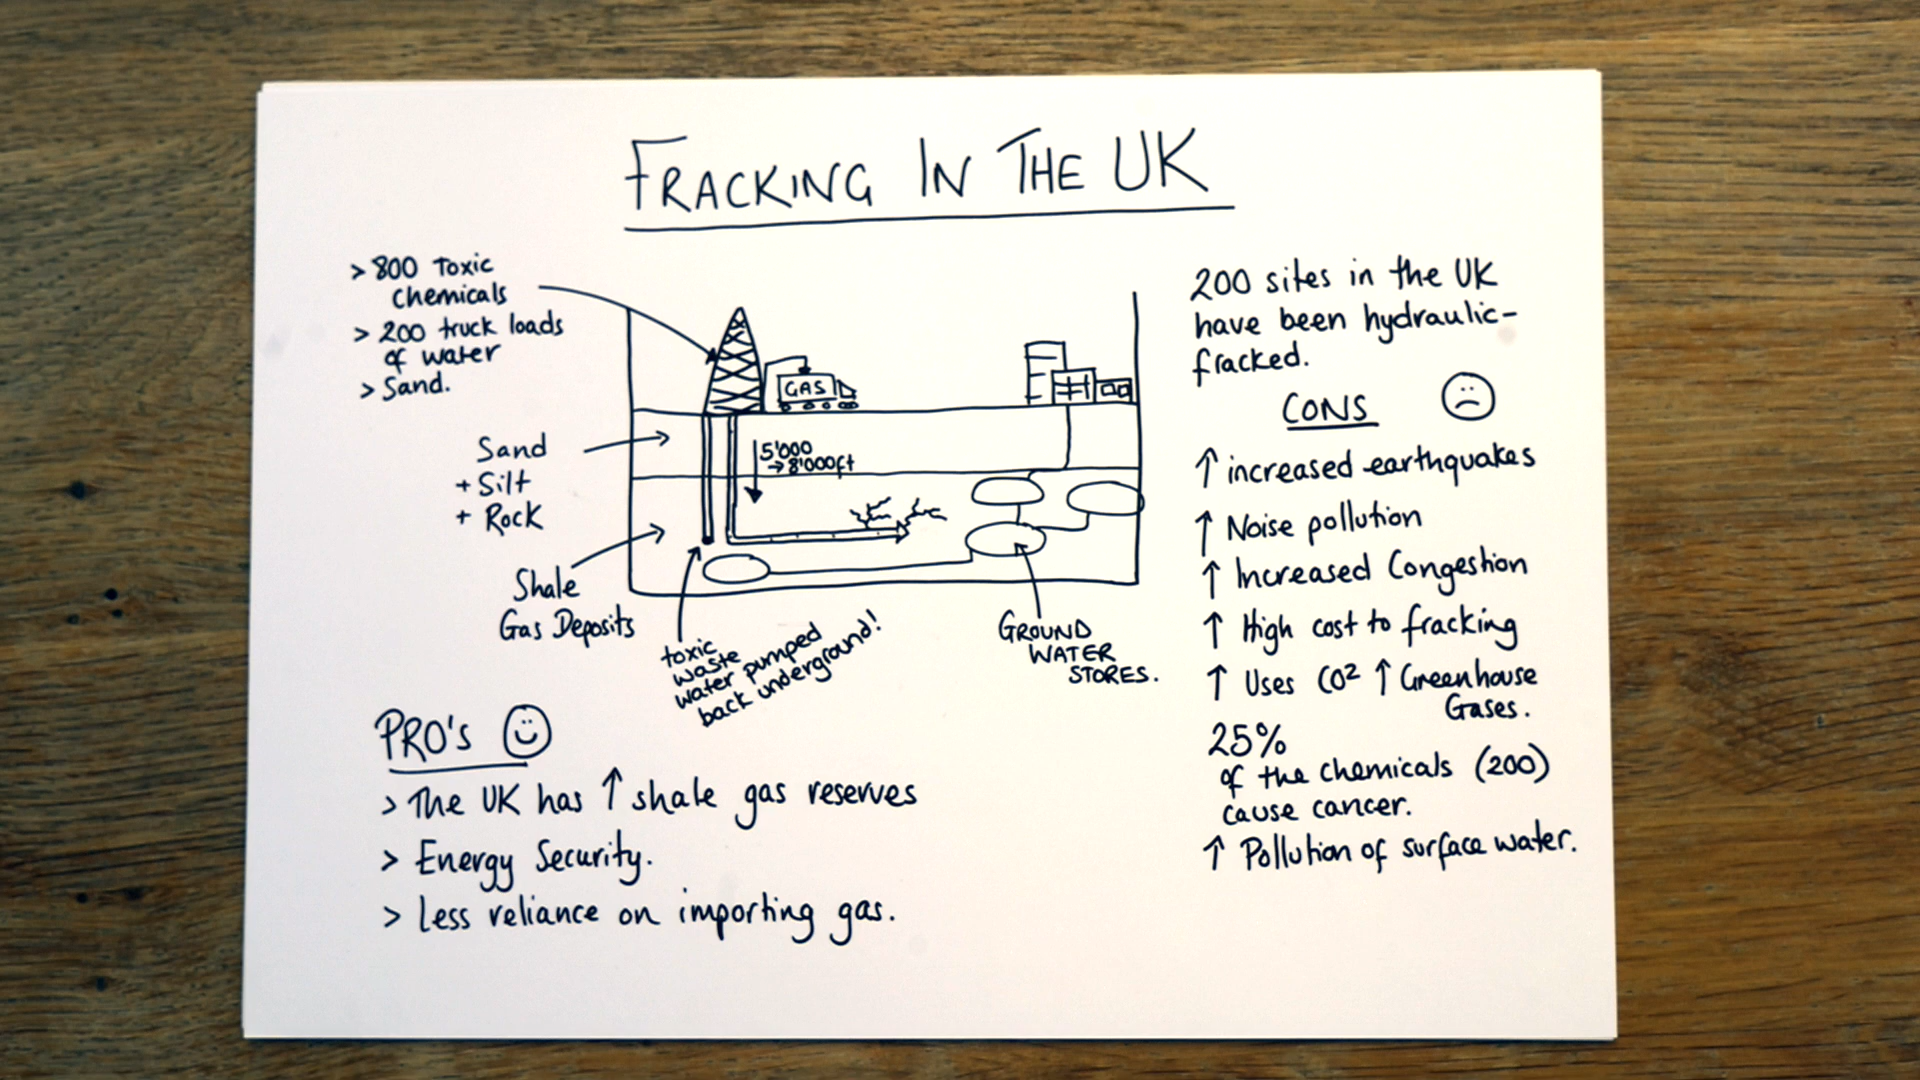 FRACKING IN THE UK
> 800 Toxic
Chemicals
> 200 truck loads
of water
> Sand.
Sand
+ Silt
+ Rock
Shale
Gas Deposits
GAS
5'000
→ 8'000ft
toxic
waste
water pumped
back underground!
GROUND
WATER
STORES.
PRO's
> The UK has ↑ shale gas reserves
> Energy Security.
> Less reliance on importing gas.
200 sites in the UK
have been hydraulic-
fracked.
CONS
↑ increased earthquakes
↑ Noise pollution
↑ Increased Congestion
↑ High cost to fracking
↑ Uses CO² ↑ Greenhouse
Gases.
25%
of the chemicals (200)
cause cancer.
↑ Pollution of surface water.